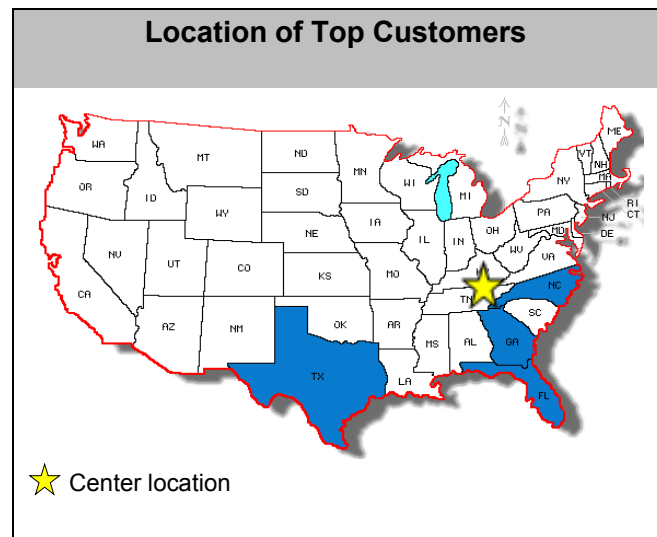 Location of Top Customers
N N
ME
WA
VT
MT
ND
NH
MN
MA
OR
WI
NY
SD
ID
MI
RI
WY
CT
PA
NJ
IA
OH
MD
NE
DE
IL
IN
NV
WV
UT
VA
CO
KS
MO
CA
NC
TN
OK
AR
SC
AZ
NM
MS
AL
GA
TX
LA
FL
Center location